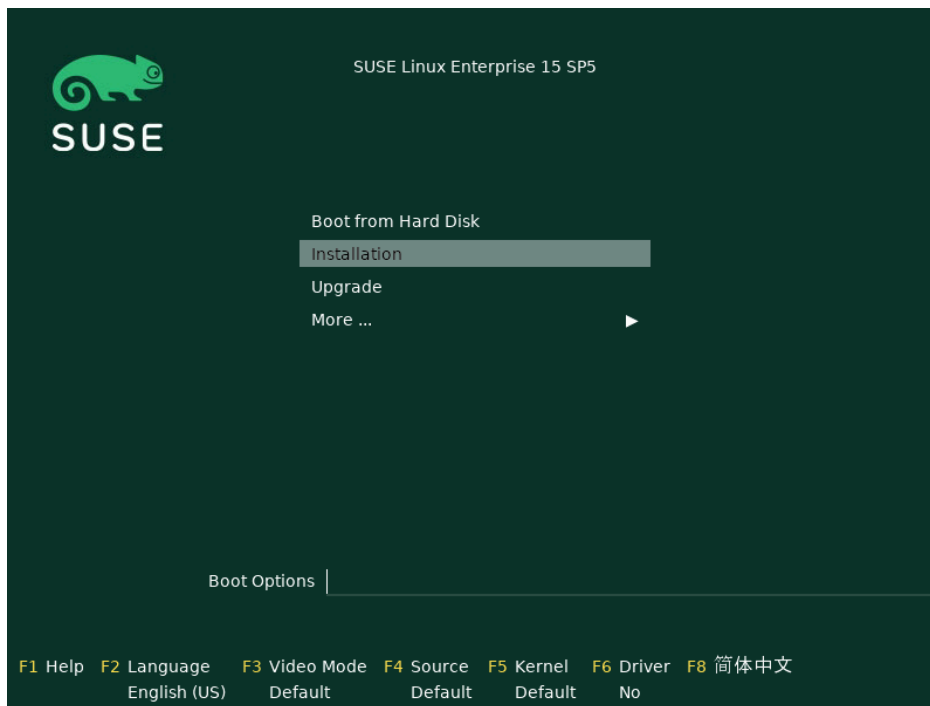 SUSE
SUSE Linux Enterprise 15 SP5
Boot from Hard Disk
Installation
Upgrade
More ...
Boot Options
F1 Help F2 Language F3 Video Mode F4 Source F5 Kernel F6 Driver F8 简体中文
English (US) Default Default Default No